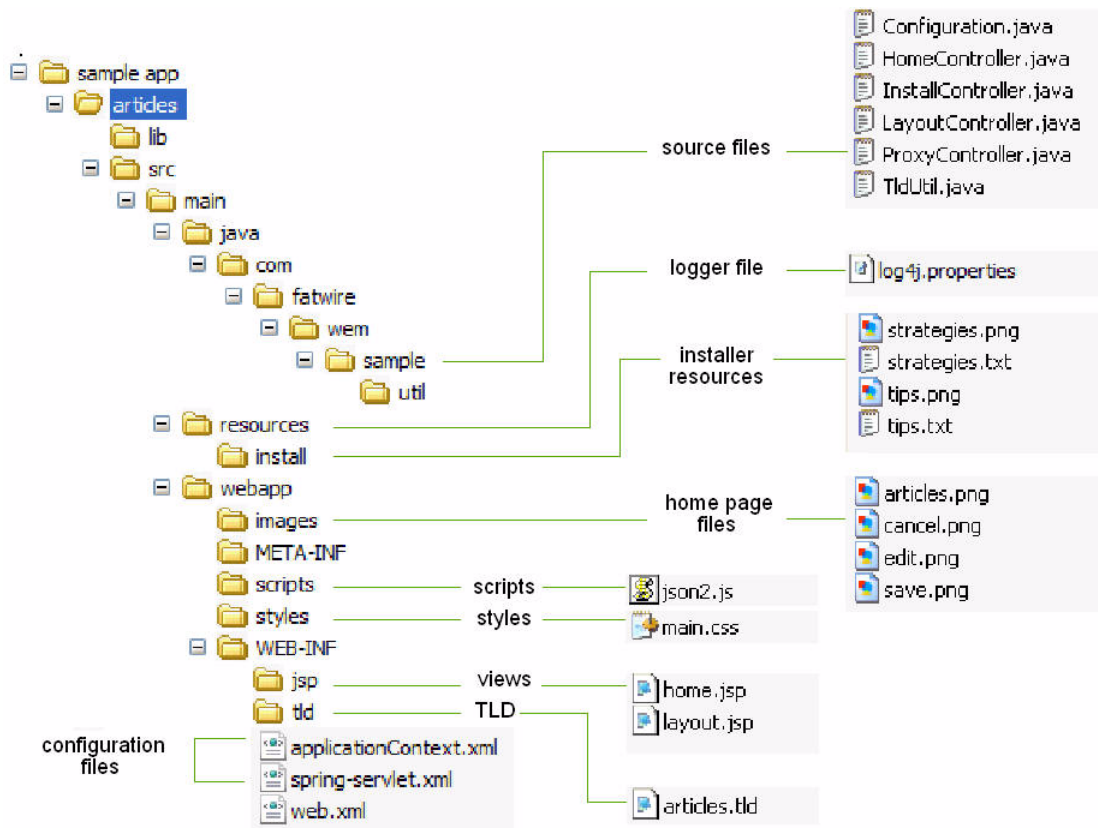 sample app
articles
lib
src
main
java
com
fatwire
wem
sample
util
resources
install
webapp
images
META-INF
scripts
styles
WEB-INF
jsp
tld
configuration
files
applicationContext.xml
spring-servlet.xml
web.xml
source files
logger file
installer
resources
home page
files
scripts
styles
views
TLD
Configuration.java
HomeController.java
InstallController.java
LayoutController.java
ProxyController.java
TldUtil.java
log4j.properties
strategies.png
strategies.txt
tips.png
tips.txt
articles.png
cancel.png
edit.png
save.png
json2.js
main.css
home.jsp
layout.jsp
articles.tld